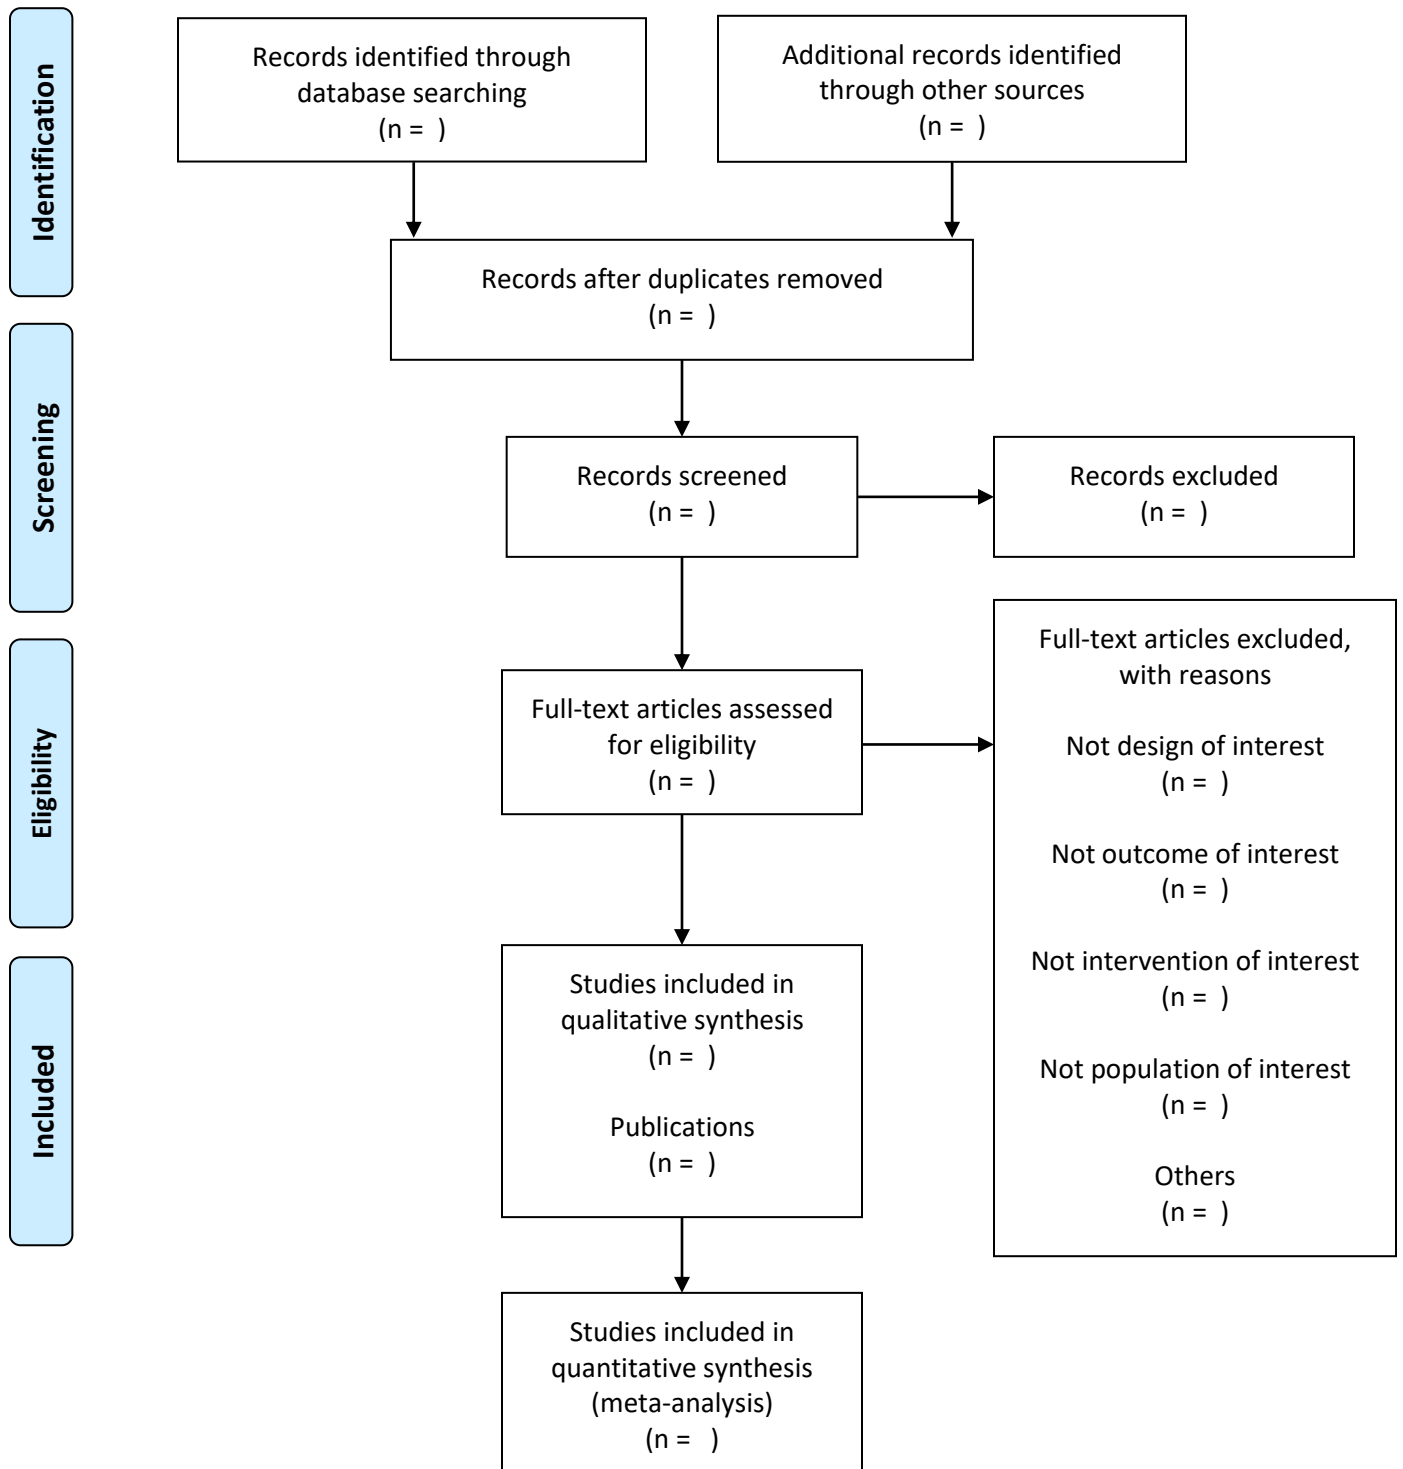 Identification
Records identified through
database searching
(n =  )
Additional records identified
through other sources
(n =  )
Records after duplicates removed
(n =  )
Screening
Records screened
(n =  )
Records excluded
(n =  )
Eligibility
Full-text articles assessed
for eligibility
(n =  )
Full-text articles excluded,
with reasons
Not design of interest
(n =  )
Not outcome of interest
(n =  )
Not intervention of interest
(n =  )
Not population of interest
(n =  )
Others
(n =  )
Included
Studies included in
qualitative synthesis
(n =  )
Publications
(n =  )
Studies included in
quantitative synthesis
(meta-analysis)
(n =   )